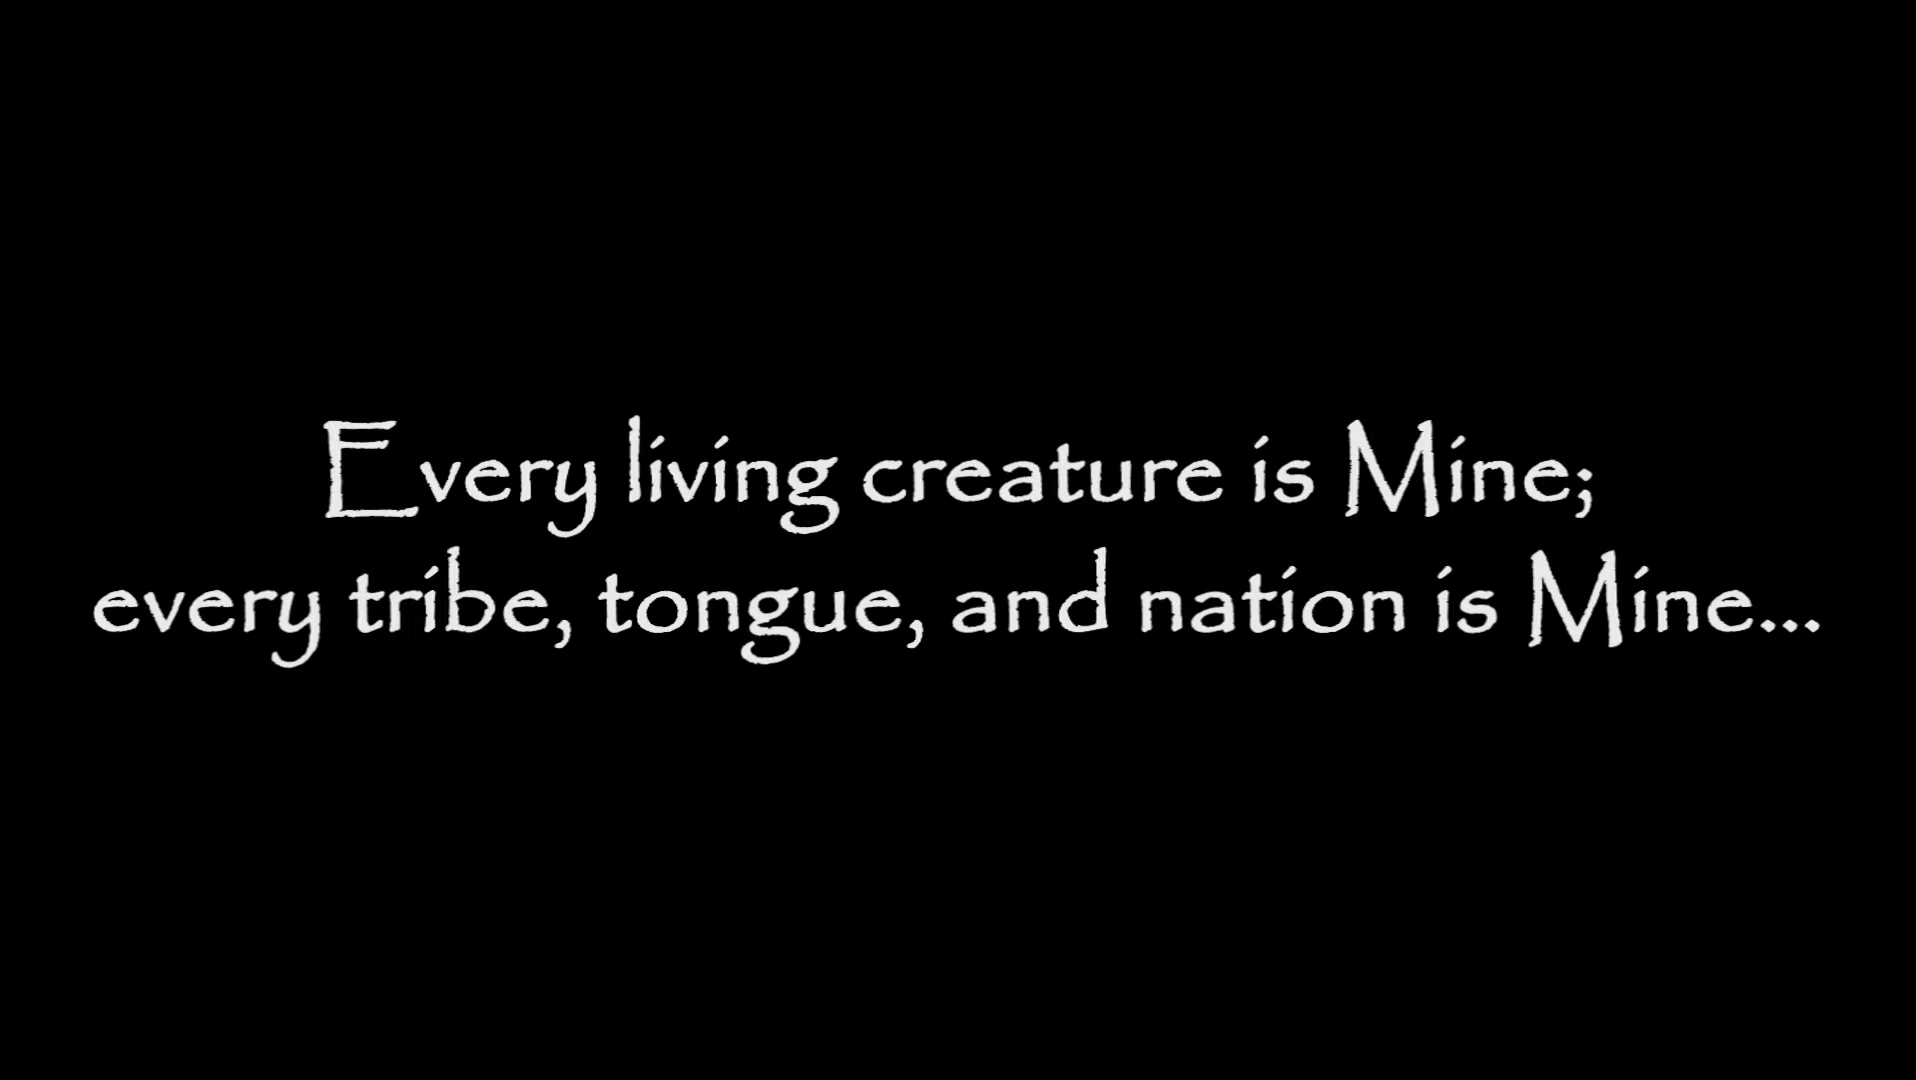 Every living creature is Mine;
every tribe, tongue, and nation is Mine...